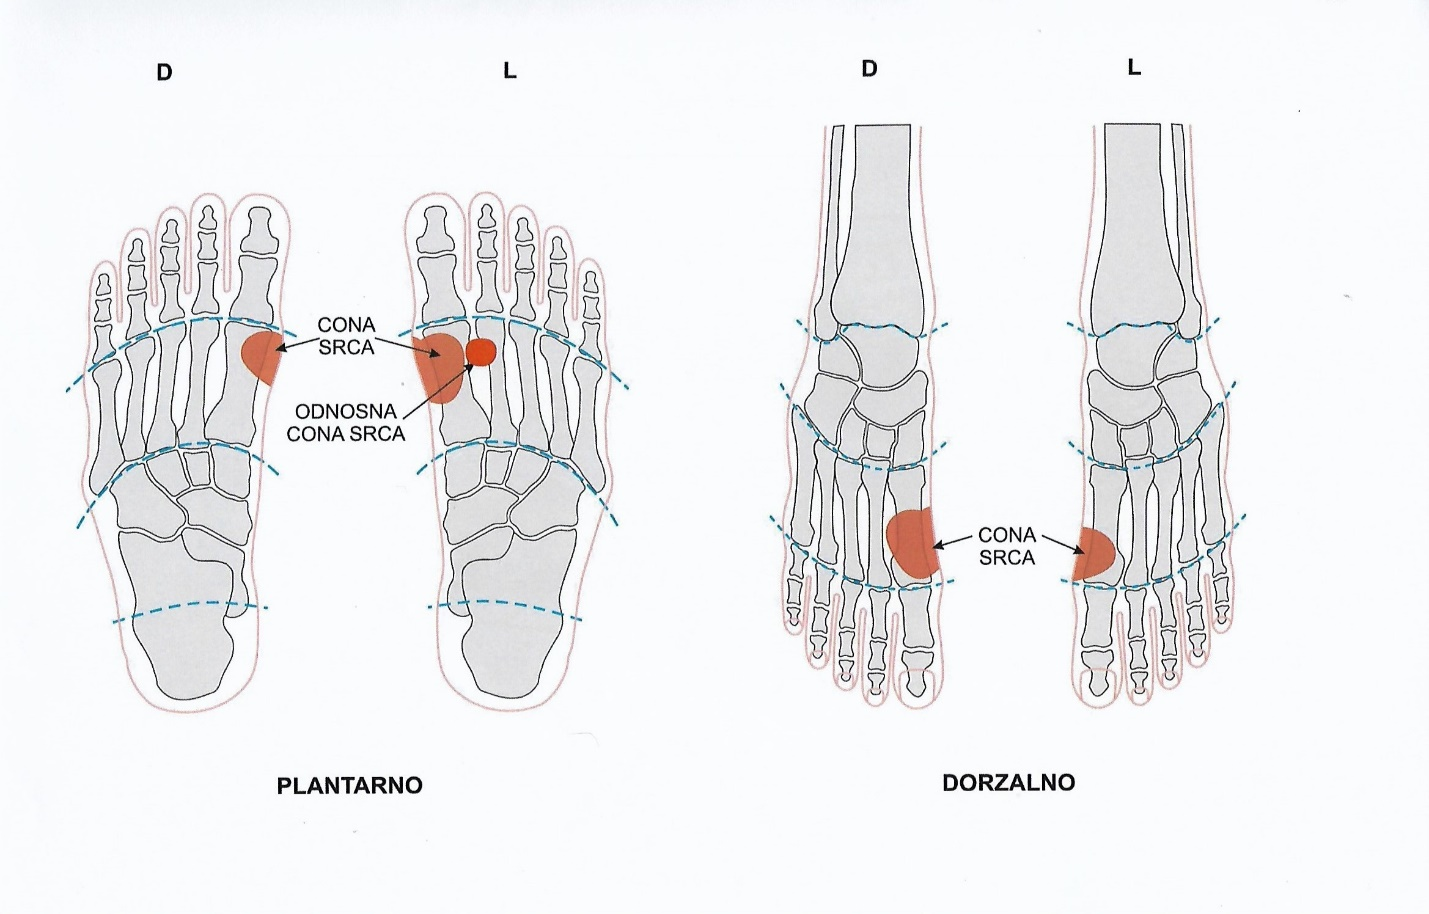 D
L
D
L
CONA
SRCA
ODNOSNA
CONA SRCA
CONA
SRCA
PLANTARNO
DORZALNO